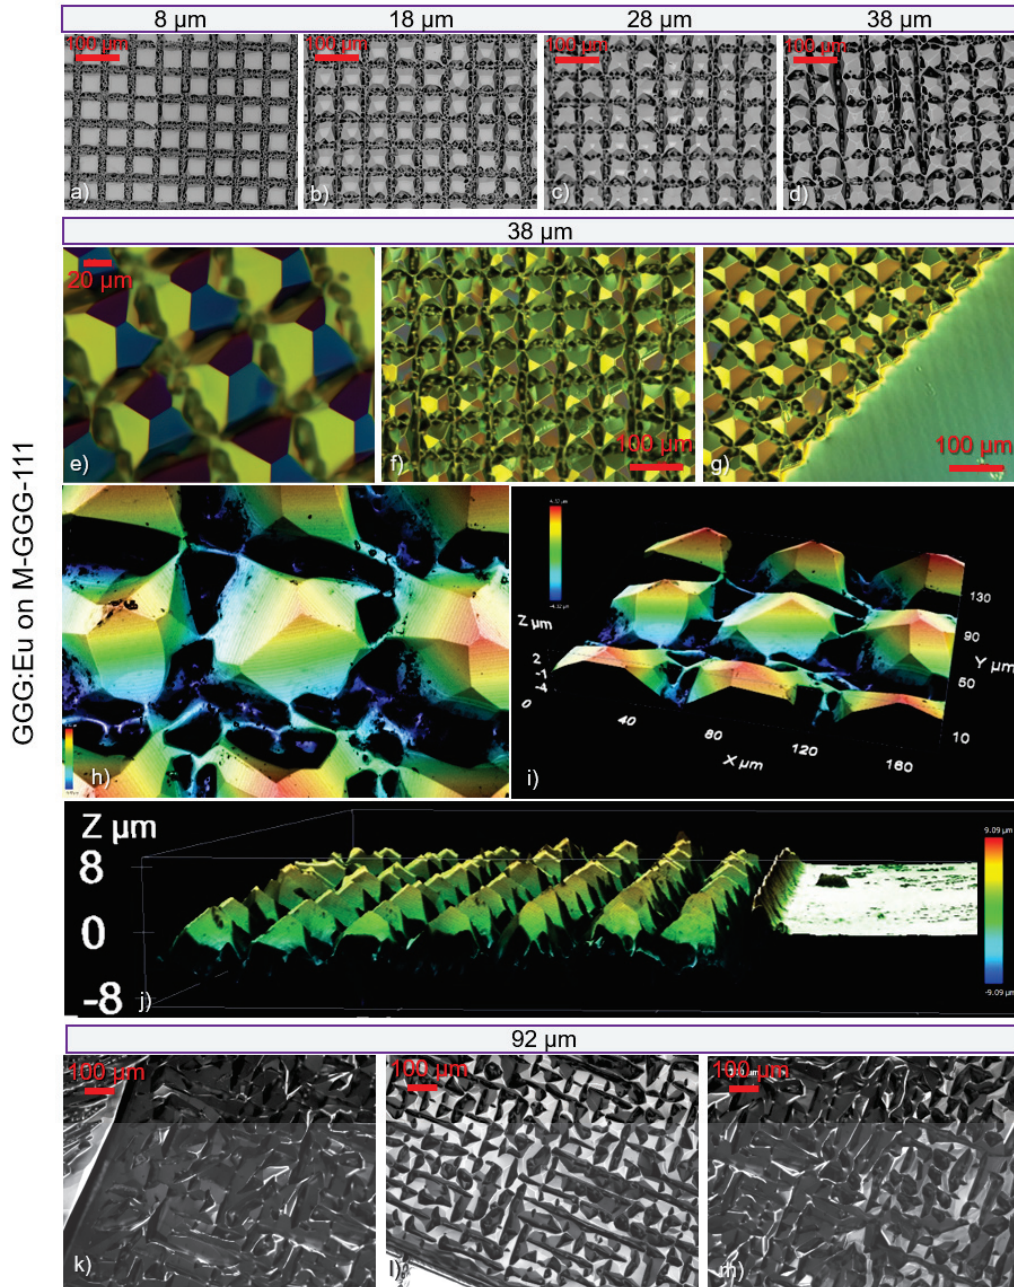 8 µm 18 µm 28 µm 38 µm
100 µm 100 µm 100 µm 100 µm
a) b) c) d)
38 µm
20 µm
100 µm 100 µm
e) f) g)
GGG:Eu on M-GGG-111
Z µm
2
-1
-4
0
40
80
120
160
X µm
130
90
Y µm
50
10
h) i)
Z µm
8
0
-8
j)
9.09 µm
-9.09 µm
92 µm
100 µm 100 µm 100 µm
k) l) m)